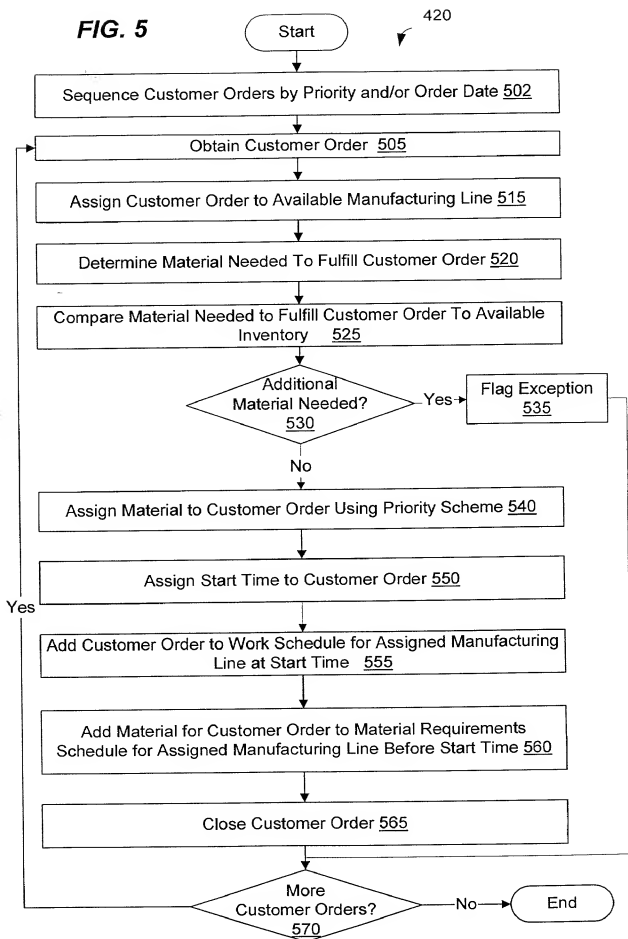 FIG. 5
Start
420
Sequence Customer Orders by Priority and/or Order Date 502
Obtain Customer Order 505
Assign Customer Order to Available Manufacturing Line 515
Determine Material Needed To Fulfill Customer Order 520
Compare Material Needed to Fulfill Customer Order To Available
Inventory 525
Additional
Material Needed?
530
Yes
Flag Exception
535
No
Assign Material to Customer Order Using Priority Scheme 540
Assign Start Time to Customer Order 550
Yes
Add Customer Order to Work Schedule for Assigned Manufacturing
Line at Start Time 555
Add Material for Customer Order to Material Requirements
Schedule for Assigned Manufacturing Line Before Start Time 560
Close Customer Order 565
More
Customer Orders?
570
No
End